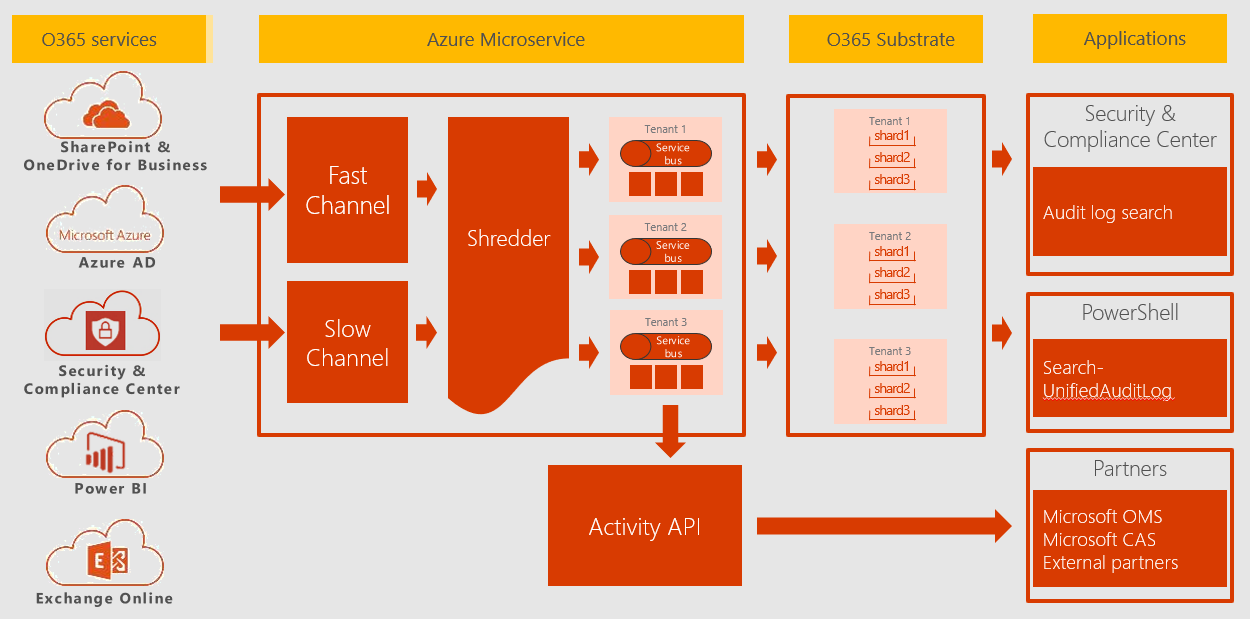 O365 services
Azure Microservice
O365 Substrate
Applications
SharePoint &
OneDrive for Business
Microsoft Azure
Azure AD
Security &
Compliance Center
Power BI
E
S
Exchange Online
Fast
Channel
Slow
Channel
Shredder
Tenant 1
Service
bus
Tenant 2
Service
bus
Tenant 3
Service
bus
Activity API
Tenant 1
shard1
shard2
shard3
Tenant 2
shard1
shard2
shard3
Tenant 3
shard1
shard2
shard3
Security &
Compliance Center
Audit log search
PowerShell
Search-
UnifiedAuditLog
Partners
Microsoft OMS
Microsoft CAS
External partners